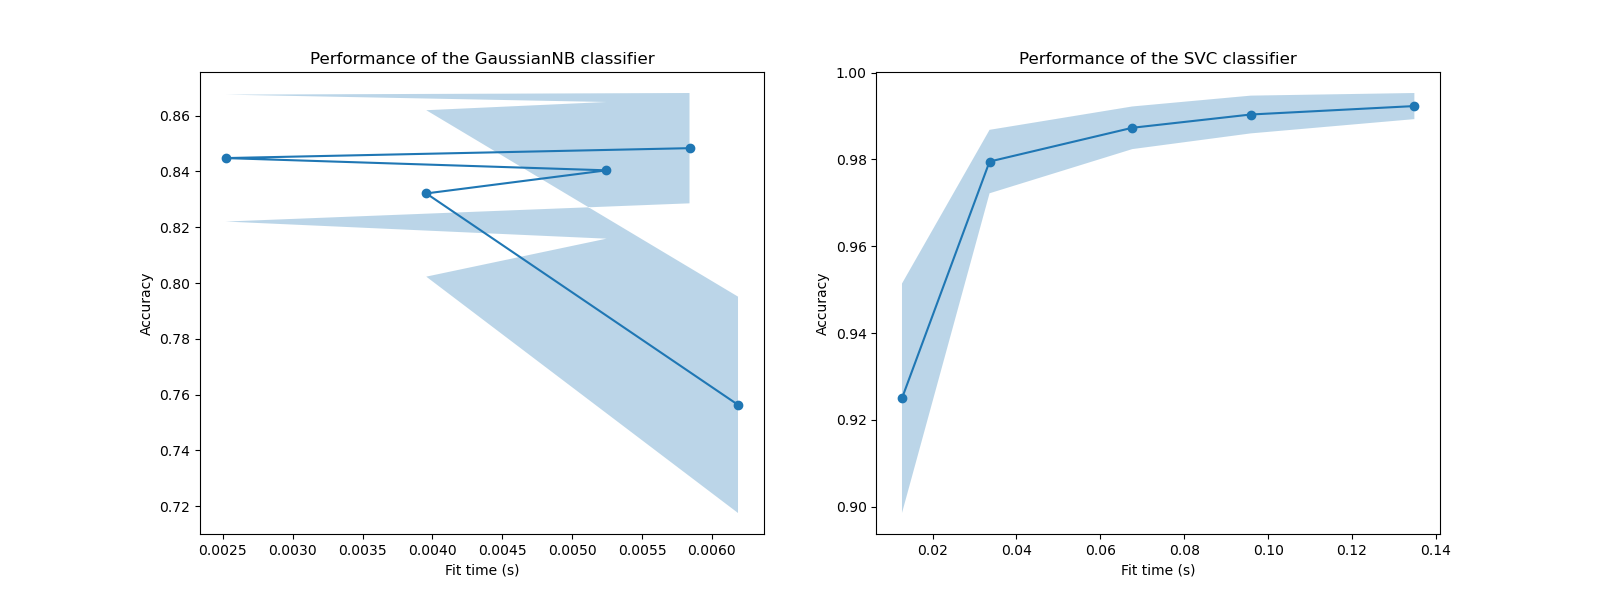 Performance of the GaussianNB classifier
Accuracy
0.86
0.84
0.82
0.80
0.78
0.76
0.74
0.72
0.0025 0.0030 0.0035 0.0040 0.0045 0.0050 0.0055 0.0060
Fit time (s)
Performance of the SVC classifier
Accuracy
1.00
0.98
0.96
0.94
0.92
0.90
0.02 0.04 0.06 0.08 0.10 0.12 0.14
Fit time (s)